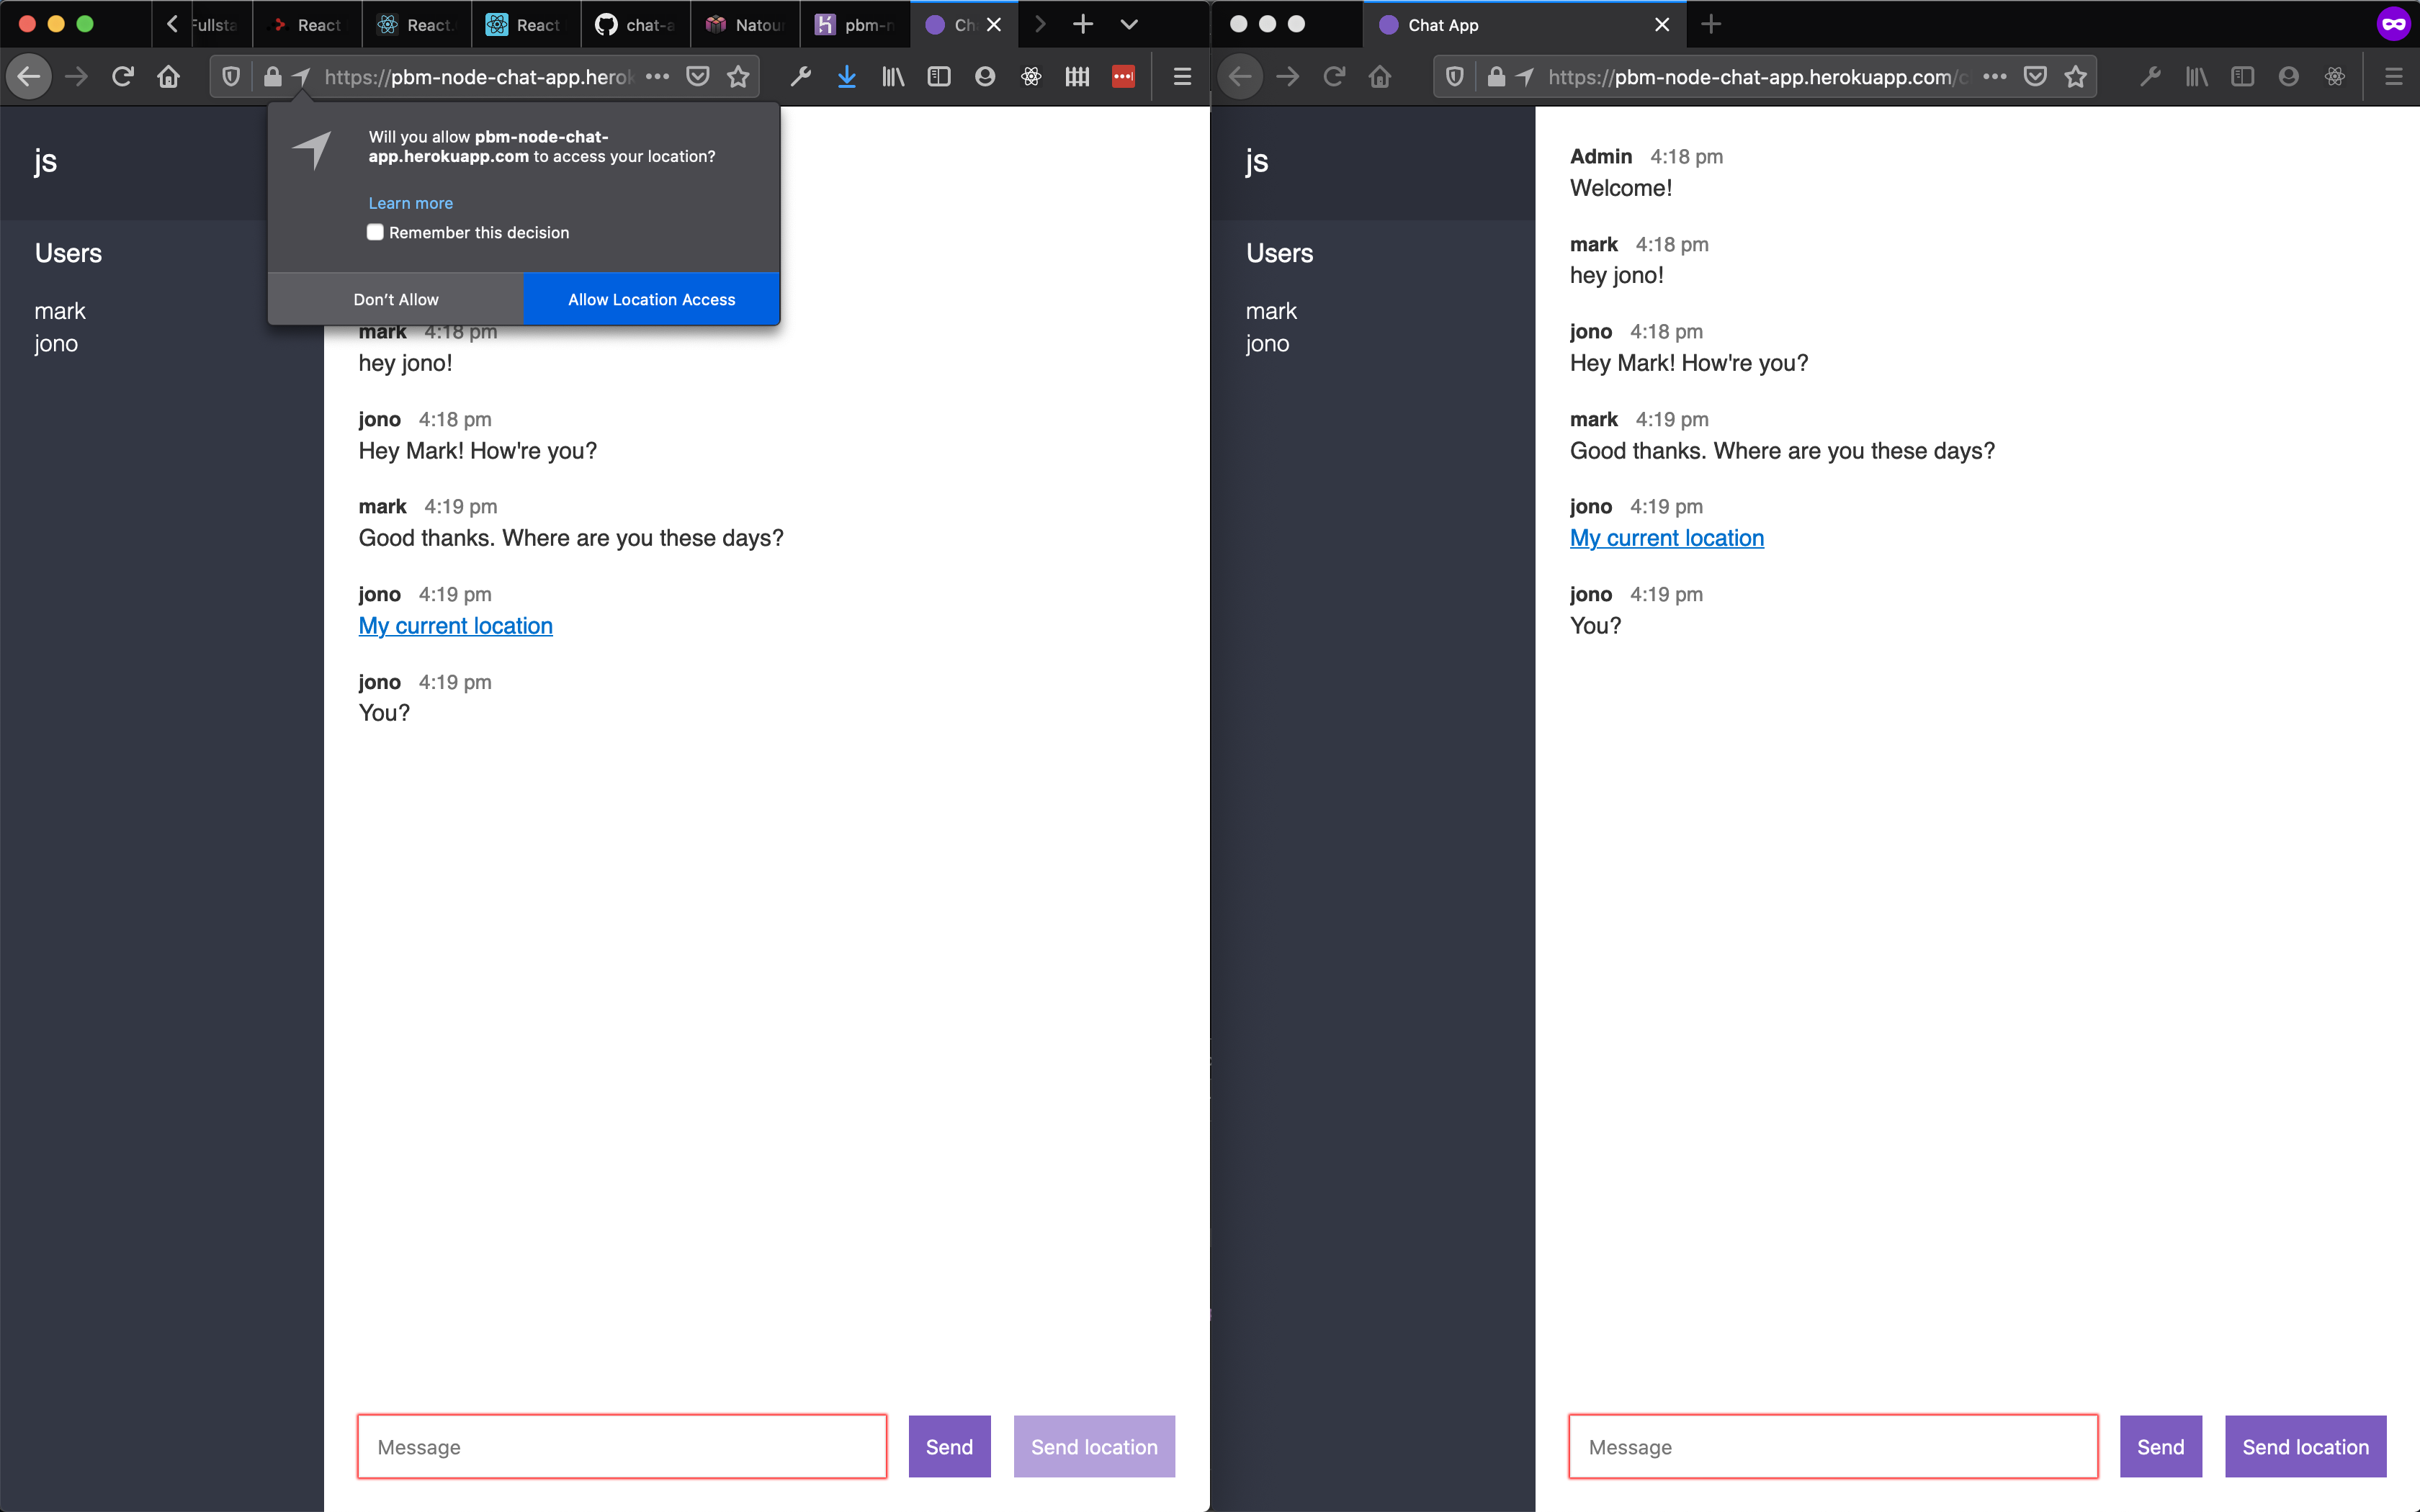 React
React
React
chat-a
Natou
pbm-n
Ch
Chat App
https://pbm-node-chat-app.herok
https://pbm-node-chat-app.herokuapp.com/c
Will you allow pbm-node-chat-
app.herokuapp.com to access your location?
Learn more
Remember this decision
Don't Allow
Allow Location Access
js
Users
mark
jono
mark 4:18 pm
hey jono!
jono 4:18 pm
Hey Mark! How're you?
mark 4:19 pm
Good thanks. Where are you these days?
jono 4:19 pm
My current location
jono 4:19 pm
You?
Message
Send
Send location
js
Users
mark
jono
Admin 4:18 pm
Welcome!
mark 4:18 pm
hey jono!
jono 4:18 pm
Hey Mark! How're you?
mark 4:19 pm
Good thanks. Where are you these days?
jono 4:19 pm
My current location
jono 4:19 pm
You?
Message
Send
Send location